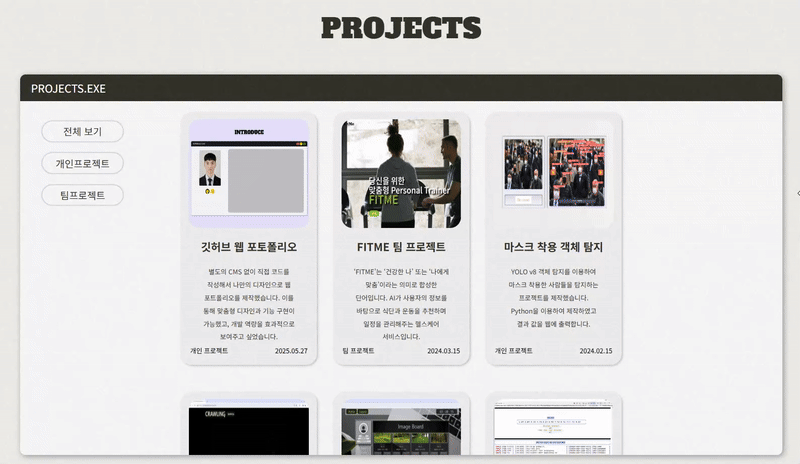 PROJECTS
PROJECTS.EXE
전체 보기
개인프로젝트
팀프로젝트
INTRODUCE
깃허브 웹 포토폴리오
별도의 CMS 없이 직접 코드를
작성해서 나만의 디자인으로 웹
포트폴리오를 제작했습니다. 이를
통해 맞춤형 디자인과 기능 구현이
가능했고, 개발 역량을 효과적으로
보여주고 싶었습니다.
개인 프로젝트
2025.05.27
당신을 위한
맞춤형 Personal Trainer
FITME
FITME 팀 프로젝트
'FITME'는 '건강한 나' 또는 '나에게
맞춤'이라는 의미로 합성한
단어입니다. AI가 사용자의 정보를
바탕으로 식단과 운동을 추천하며
일정을 관리해주는 헬스케어
서비스입니다.
팀 프로젝트
2024.03.15
마스크 착용 객체 탐지
YOLO v8 객체 탐지를 이용하여
마스크 착용한 사람들을 탐지하는
프로젝트를 제작했습니다.
Python을 이용하여 제작하였고
결과 값을 웹에 출력합니다.
개인 프로젝트
2024.02.15
CRAWLING
Image Board